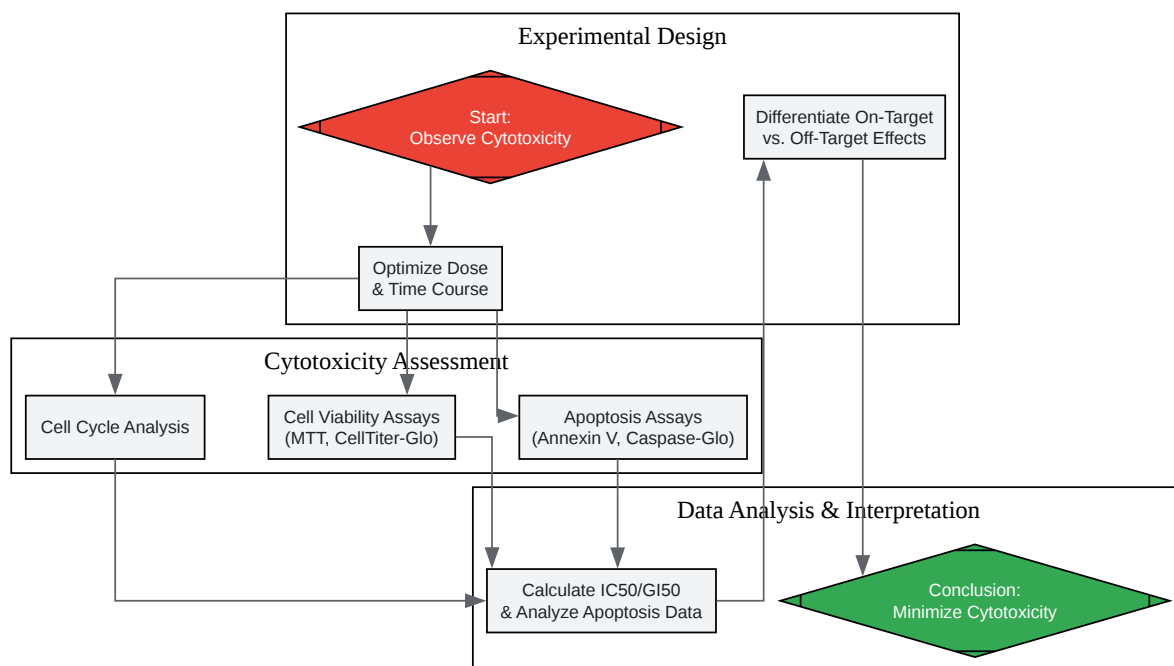 Experimental Design
Start:
Observe Cytotoxicity
Differentiate On-Target
vs. Off-Target Effects
Optimize Dose
& Time Course
Cytotoxicity Assessment
Cell Cycle Analysis
Cell Viability Assays
(MTT, CellTiter-Glo)
Apoptosis Assays
(Annexin V, Caspase-Glo)
Data Analysis & Interpretation
Calculate IC50/GI50
& Analyze Apoptosis Data
Conclusion:
Minimize Cytotoxicity